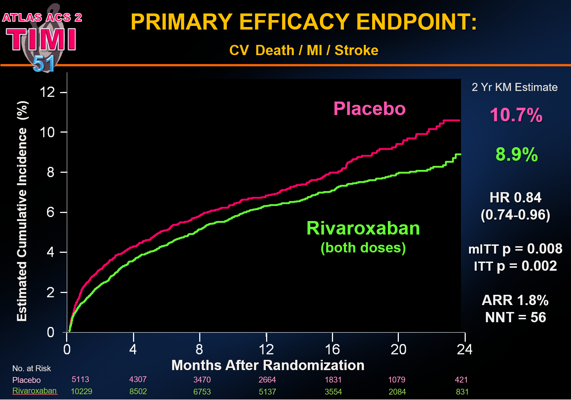 ATLAS ACS 2
TIMI
51
PRIMARY EFFICACY ENDPOINT:
CV Death / MI / Stroke
2 Yr KM Estimate
10.7%
8.9%
HR 0.84
(0.74-0.96)
mITT p = 0.008
ITT p = 0.002
ARR 1.8%
NNT = 56
Estimated Cumulative Incidence (%)
12
10
8
6
4
2
0
Placebo
Rivaroxaban
(both doses)
0 4 8 12 16 20 24
Months After Randomization
No. at Risk
Placebo 5113 4307 3470 2664 1831 1079 421
Rivaroxaban 10229 8502 6753 5137 3554 2084 831